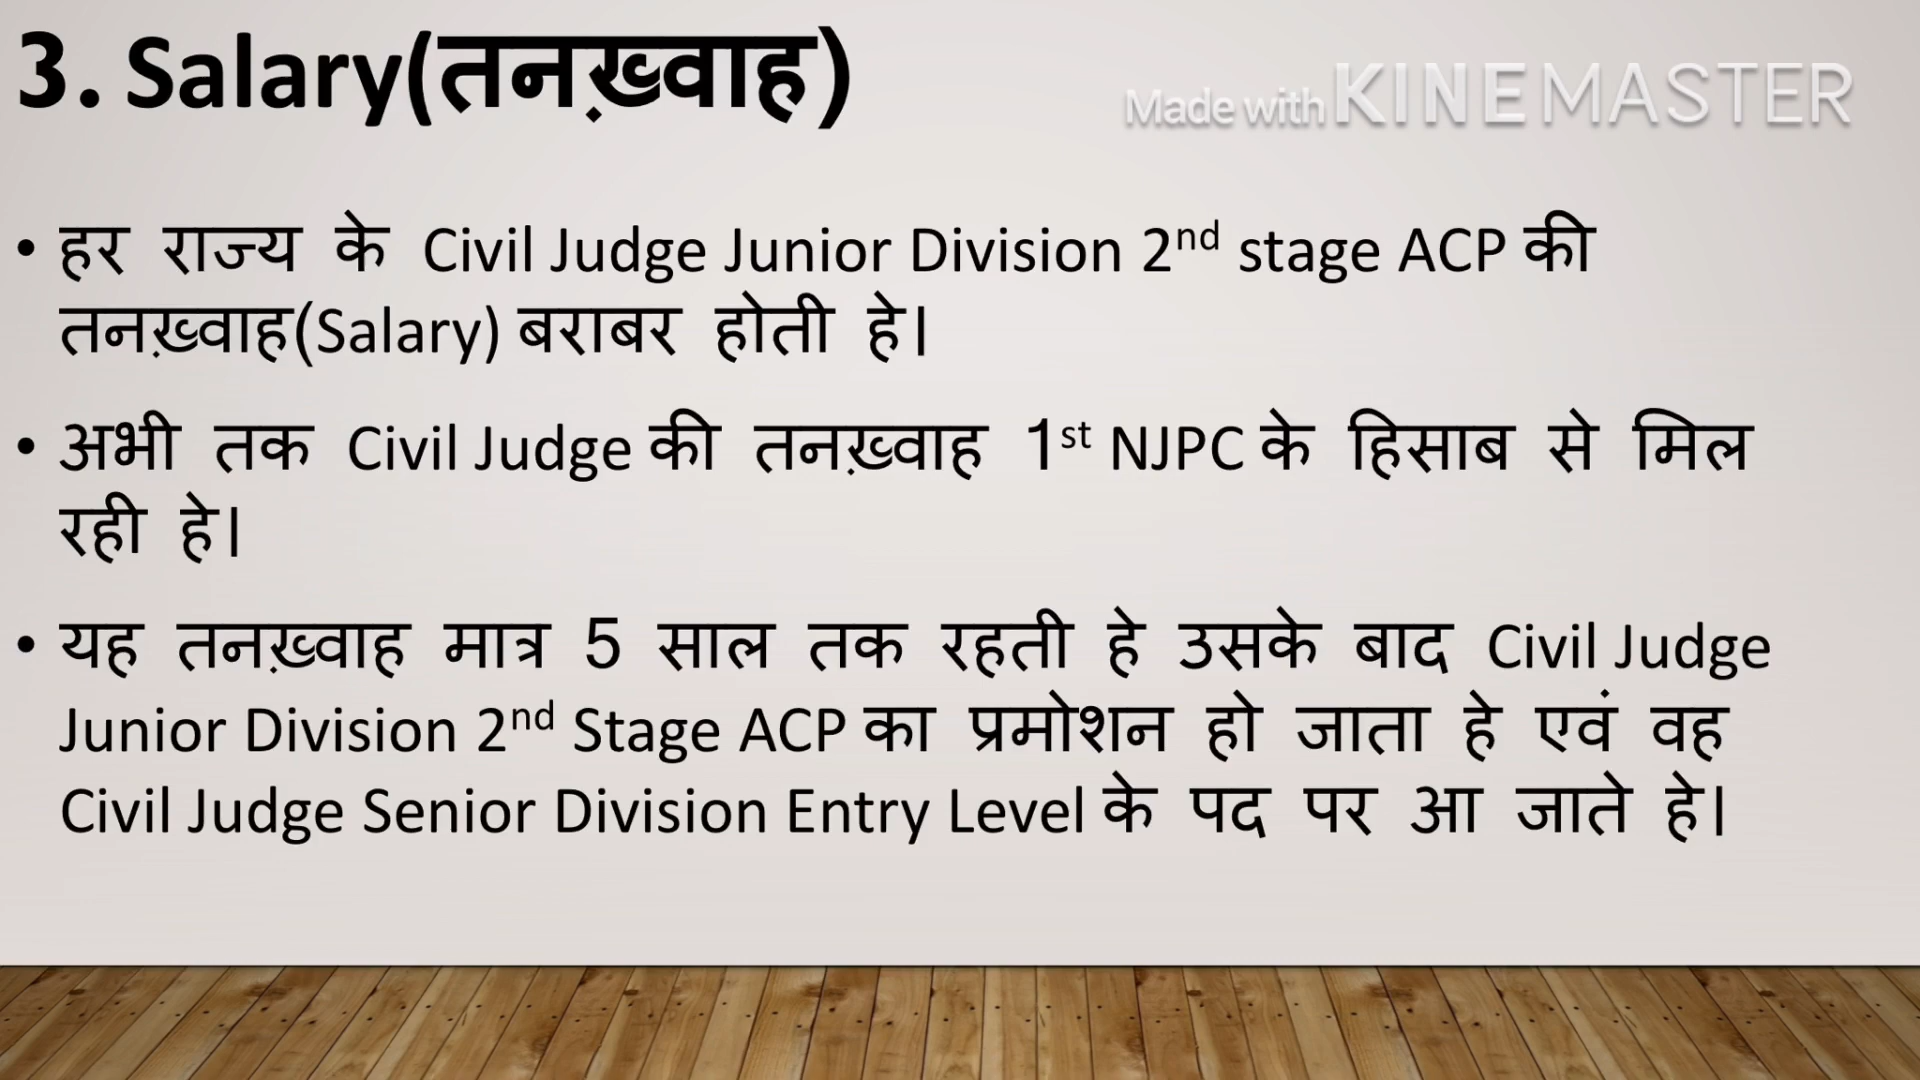 3. Salary(तनख़्वाह)
Made with KINEMASTER
• हर राज्य के Civil Judge Junior Division 2nd stage ACP की
तनख़्वाह(Salary) बराबर होती हे।
• अभी तक Civil Judge की तनख़्वाह 1st NJPC के हिसाब से मिल
रही हे।
• यह तनख़्वाह मात्र 5 साल तक रहती हे उसके बाद Civil Judge
Junior Division 2nd Stage ACP का प्रमोशन हो जाता हे एवं वह
Civil Judge Senior Division Entry Level के पद पर आ जाते हे।